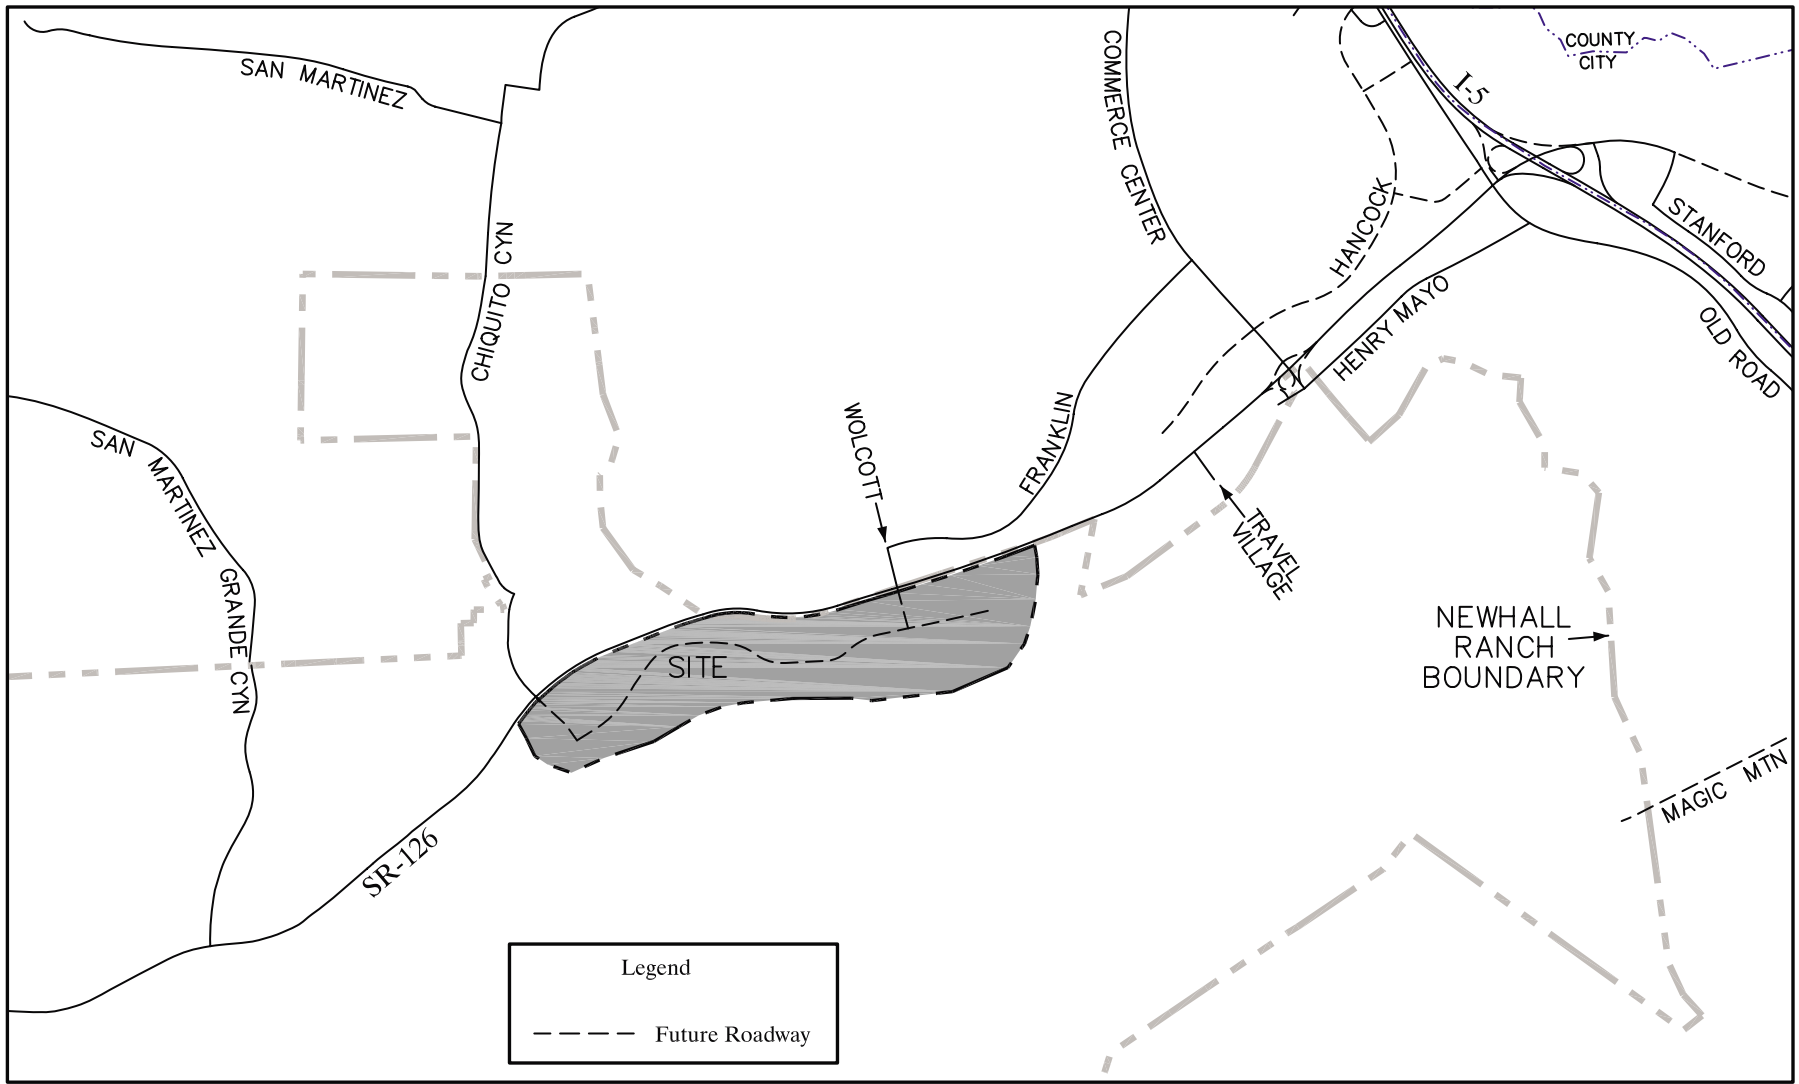 COUNTY
CITY
SAN MARTINEZ
COMMERCE CENTER
I-5
HANCOCK
STANFORD
CHIQUITO CYN
HENRY MAYO
OLD ROAD
SAN MARTINEZ GRANDE CYN
WOLCOTT
FRANKLIN
TRAVEL
VILLAGE
SITE
NEWHALL
RANCH
BOUNDARY
MAGIC MTN
SR-126
Legend
Future Roadway